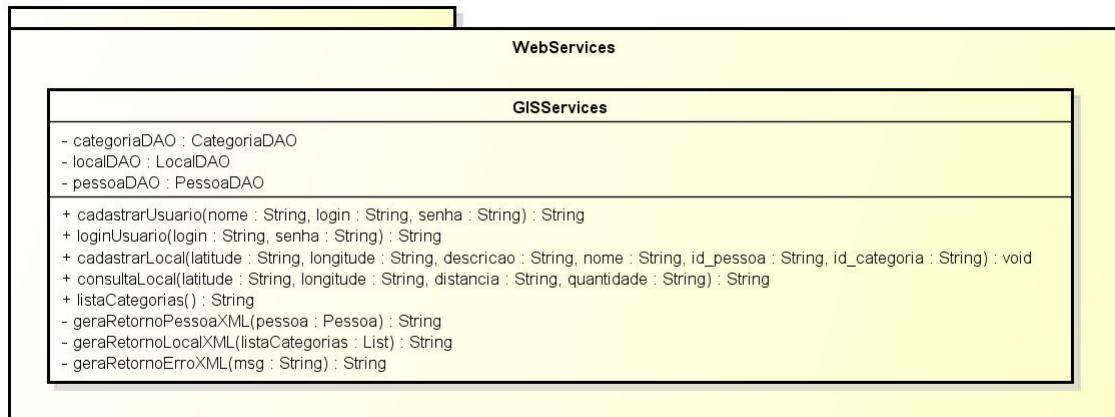 WebServices
GISServices
- categoriaDAO : CategoriaDAO
- localDAO : LocalDAO
- pessoaDAO : PessoaDAO
+ cadastrarUsuario(nome : String, login : String, senha : String) : String
+ loginUsuario(login : String, senha : String) : String
+ cadastrarLocal(latitude : String, longitude : String, descricao : String, nome : String, id_pessoa : String, id_categoria : String) : void
+ consultaLocal(latitude : String, longitude : String, distancia : String, quantidade : String) : String
+ listaCategorias() : String
- geraRetornoPessoaXML(pessoa : Pessoa) : String
- geraRetornoLocalXML(listaCategorias : List) : String
- geraRetornoErroXML(msg : String) : String